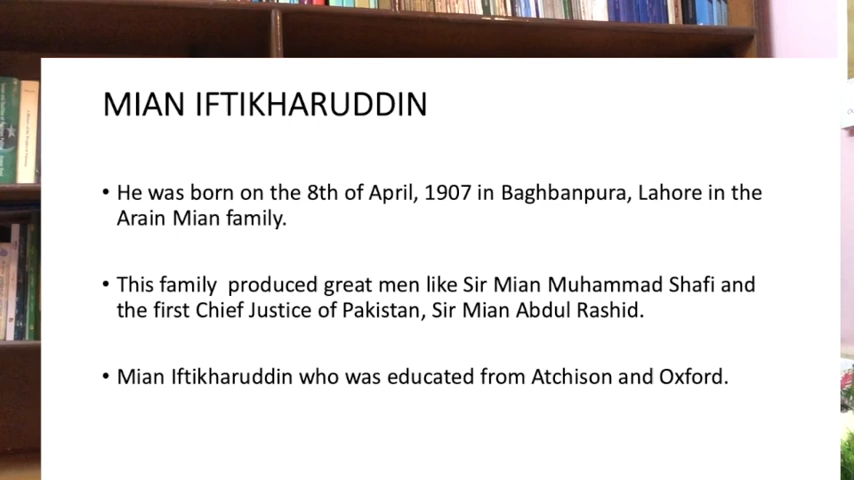 MIAN IFTIKHARUDDIN
• He was born on the 8th of April, 1907 in Baghbanpura, Lahore in the
Arain Mian family.
• This family  produced great men like Sir Mian Muhammad Shafi and
the first Chief Justice of Pakistan, Sir Mian Abdul Rashid.
• Mian Iftikharuddin who was educated from Atchison and Oxford.